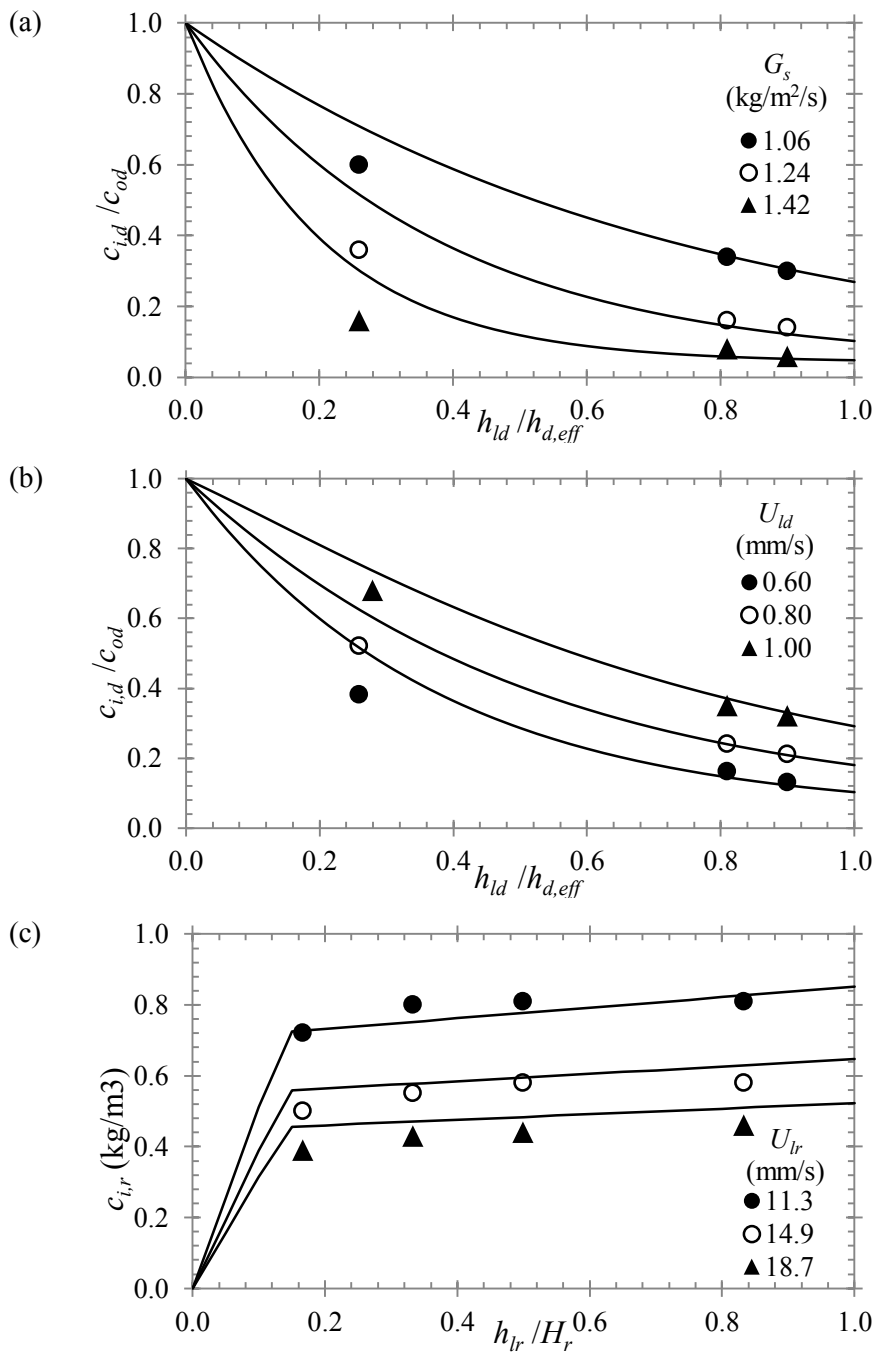 (a)
1.0
0.8
0.6
0.4
0.2
0.0
c_{i,d} /c_{od}
G_s
(kg/m²/s)
1.06
1.24
1.42
0.0 0.2 0.4 0.6 0.8 1.0
h_{ld} /h_{d,eff}
(b)
1.0
0.8
0.6
0.4
0.2
0.0
c_{i,d} /c_{od}
U_{ld}
(mm/s)
0.60
0.80
1.00
0.0 0.2 0.4 0.6 0.8 1.0
h_{ld} /h_{d,eff}
(c)
1.0
0.8
0.6
0.4
0.2
0.0
c_{i,r} (kg/m3)
U_{lr}
(mm/s)
11.3
14.9
18.7
0.0 0.2 0.4 0.6 0.8 1.0
h_{lr} /H_r